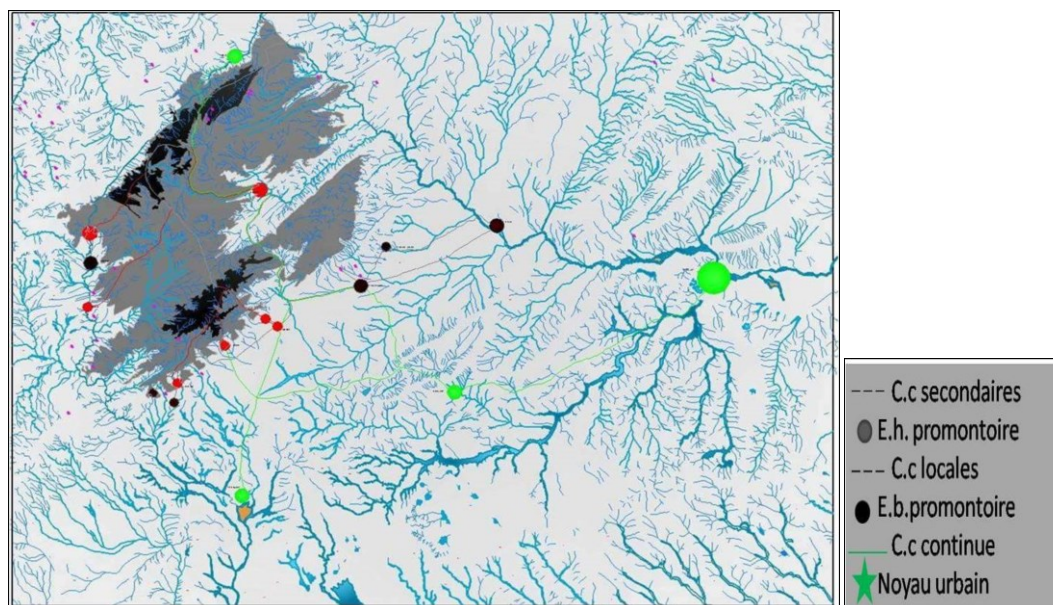 C.c secondaires
E.h. promontoire
C.c locales
E.b.promontoire
C.c continue
Noyau urbain